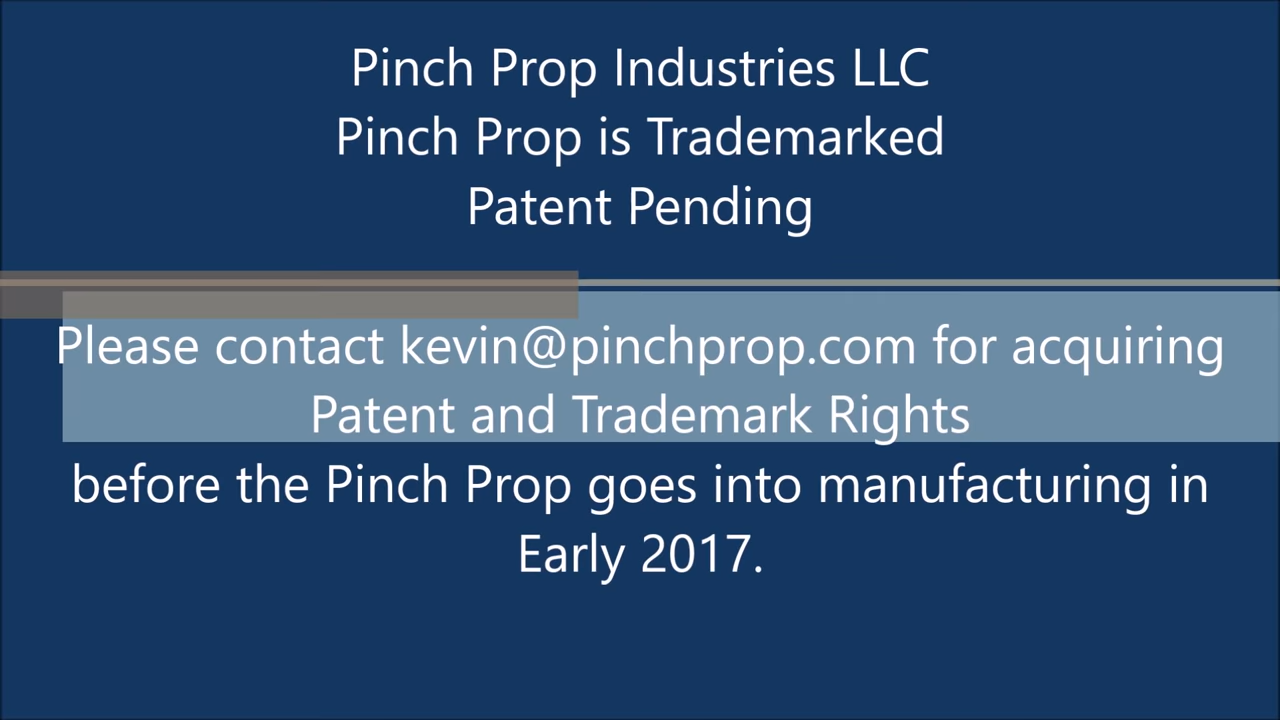 Pinch Prop Industries LLC
Pinch Prop is Trademarked
Patent Pending
Please contact kevin@pinchprop.com for acquiring
Patent and Trademark Rights
before the Pinch Prop goes into manufacturing in
Early 2017.